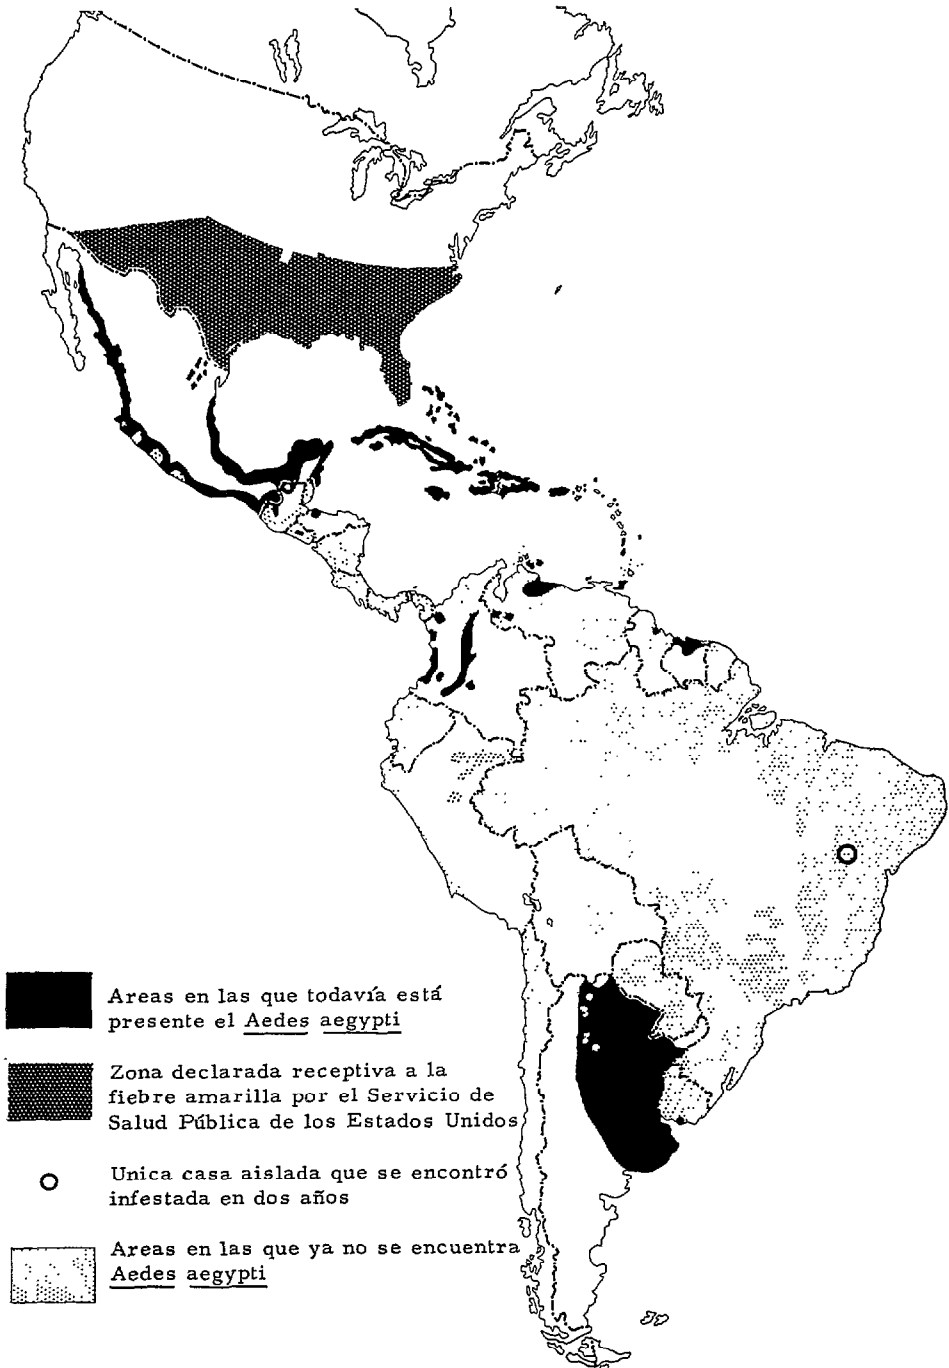 Areas en las que todavía está
presente el Aedes aegypti
Zona declarada receptiva a la
fiebre amarilla por el Servicio de
Salud Pública de los Estados Unidos
Unica casa aislada que se encontró
infestada en dos años
Areas en las que ya no se encuentra
Aedes aegypti